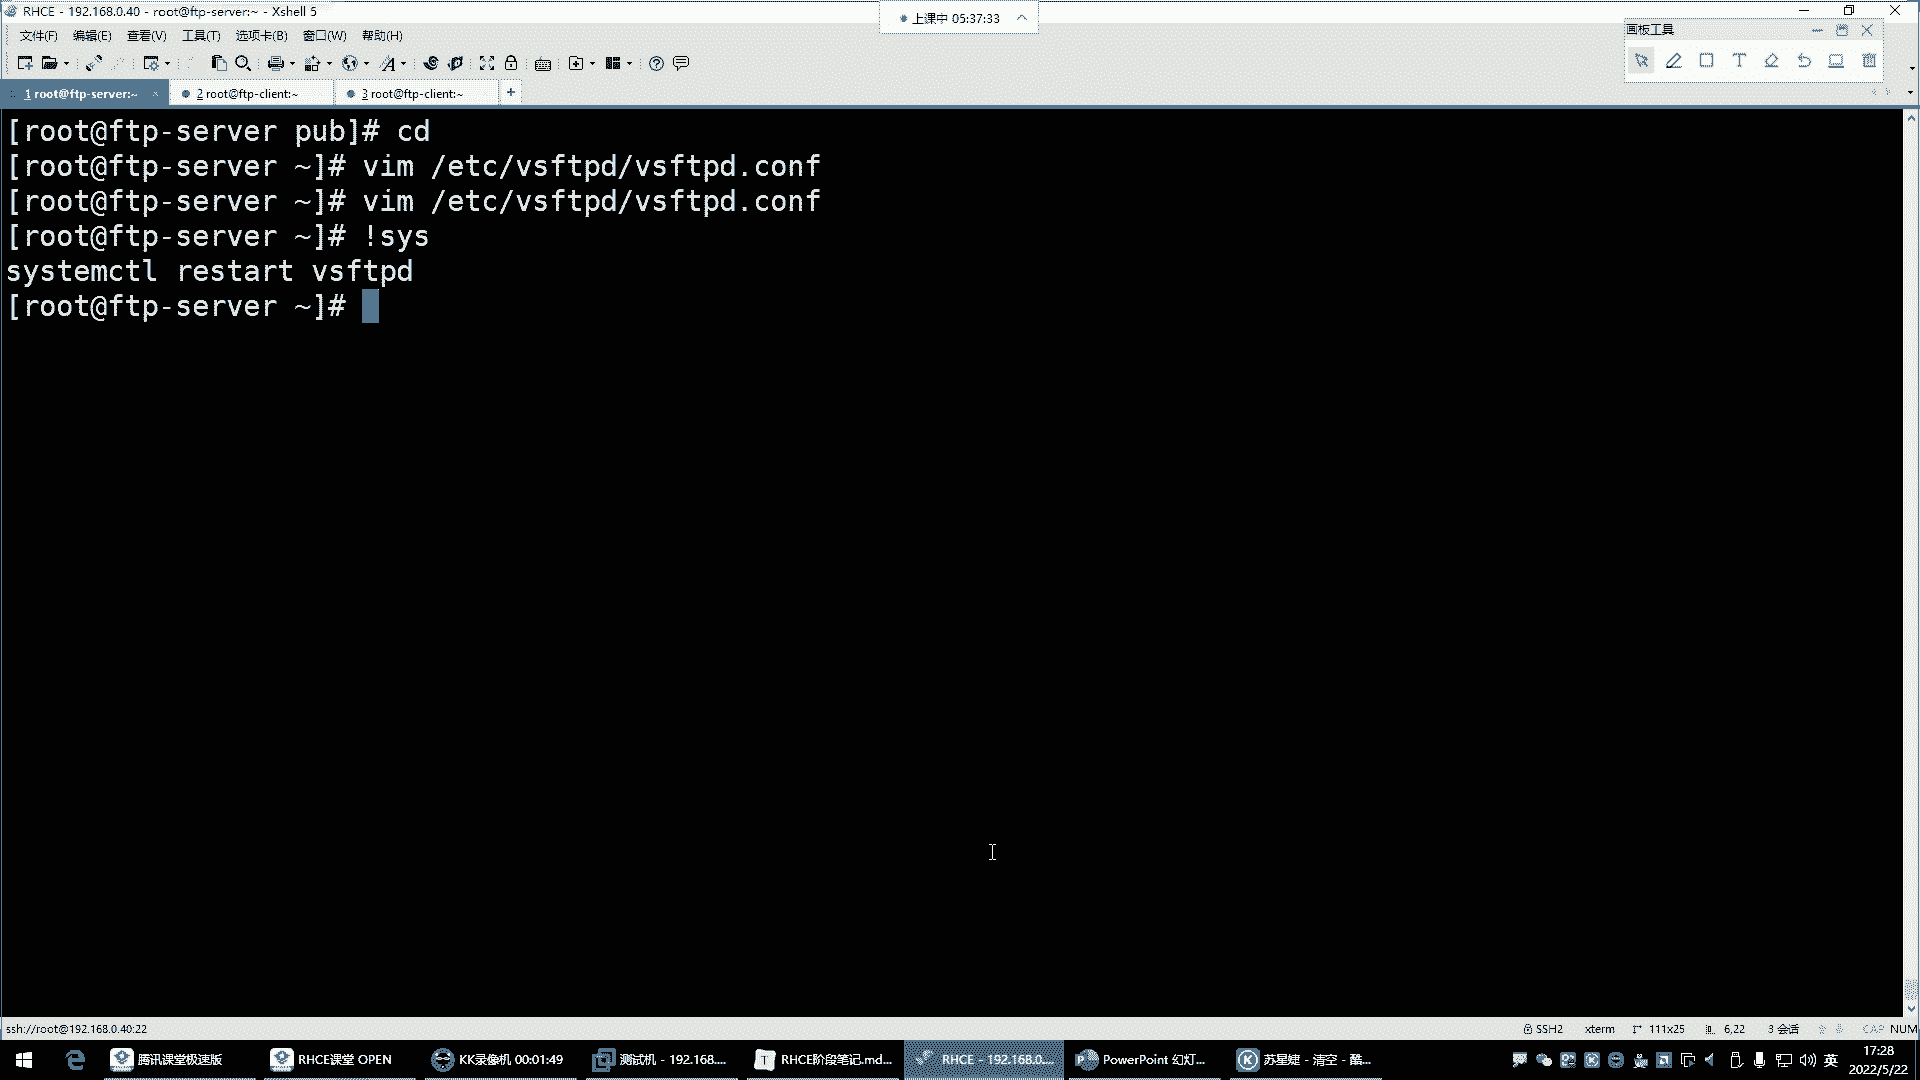 RHCE - 192.168.0.40 - root@ftp-server:~ - Xshell 5
上课中 05:37:33
画板工具
文件(F) 编辑(E) 查看(V) 工具(T) 选项卡(B) 窗口(W) 帮助(H)
1 root@ftp-server:~ 2 root@ftp-client:~ 3 root@ftp-client:~
[root@ftp-server pub]# cd
[root@ftp-server ~]# vim /etc/vsftpd/vsftpd.conf
[root@ftp-server ~]# vim /etc/vsftpd/vsftpd.conf
[root@ftp-server ~]# !sys
systemctl restart vsftpd
[root@ftp-server ~]#
ssh://root@192.168.0.40:22 SSH2 xterm 111x25 6,22 3 会话 CAP NUM
腾讯课堂极速版 RHCE课堂 OPEN KK录像机 00:01:49 测试机 - 192.168.... RHCE阶段笔记.md... RHCE - 192.168.0.... PowerPoint 幻灯... 苏星婕 - 清空 - 酷... 英 17:28
2022/5/22